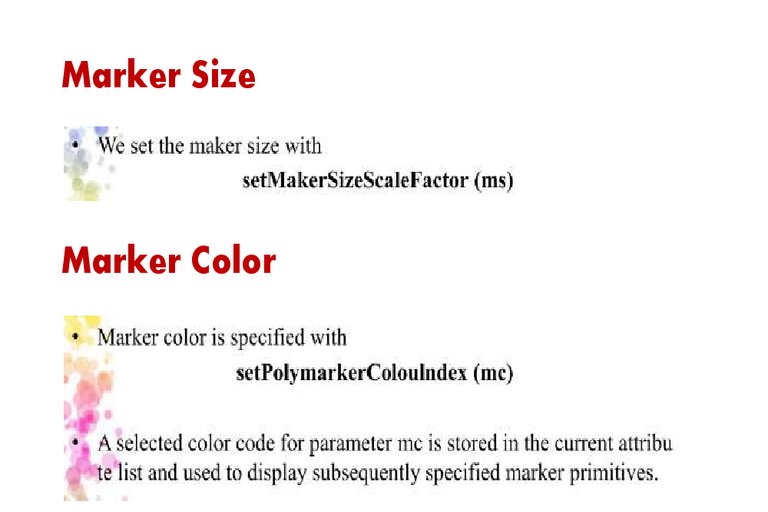 Marker Size
• We set the maker size with
setMakerSizeScaleFactor (ms)
Marker Color
• Marker color is specified with
setPolymarkerColouIndex (mc)
• A selected color code for parameter mc is stored in the current attribu
te list and used to display subsequently specified marker primitives.